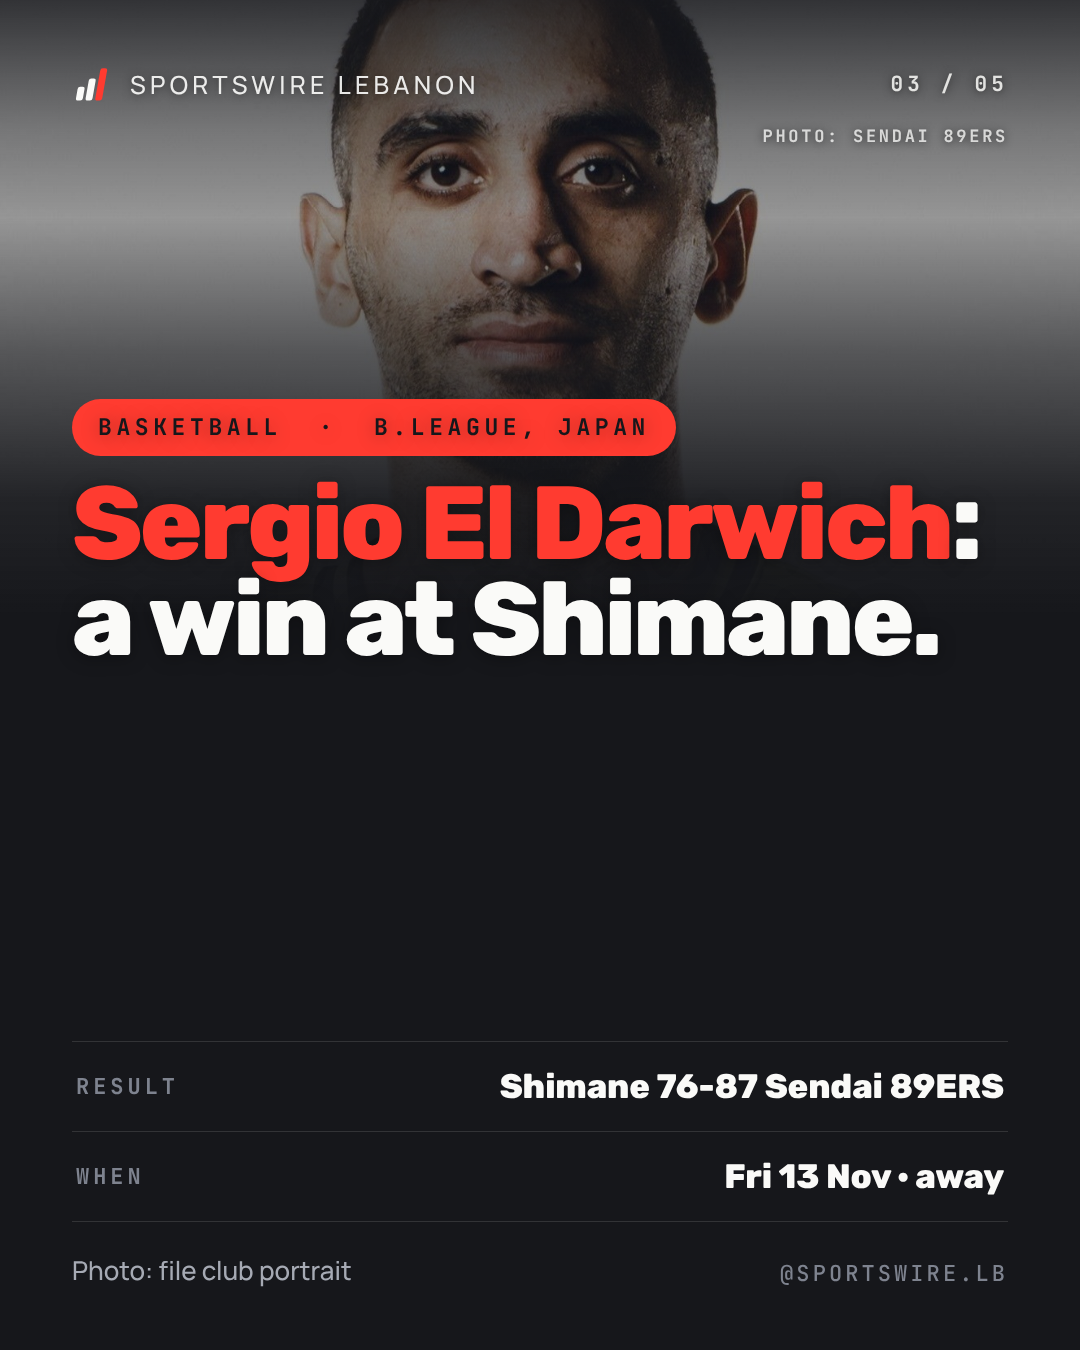 SPORTSWIRE LEBANON
03 / 05
PHOTO: SENDAI 89ERS
BASKETBALL · B.LEAGUE, JAPAN
Sergio El Darwich:
a win at Shimane.
RESULT
Shimane 76-87 Sendai 89ERS
WHEN
Fri 13 Nov • away
Photo: file club portrait
@SPORTSWIRE.LB